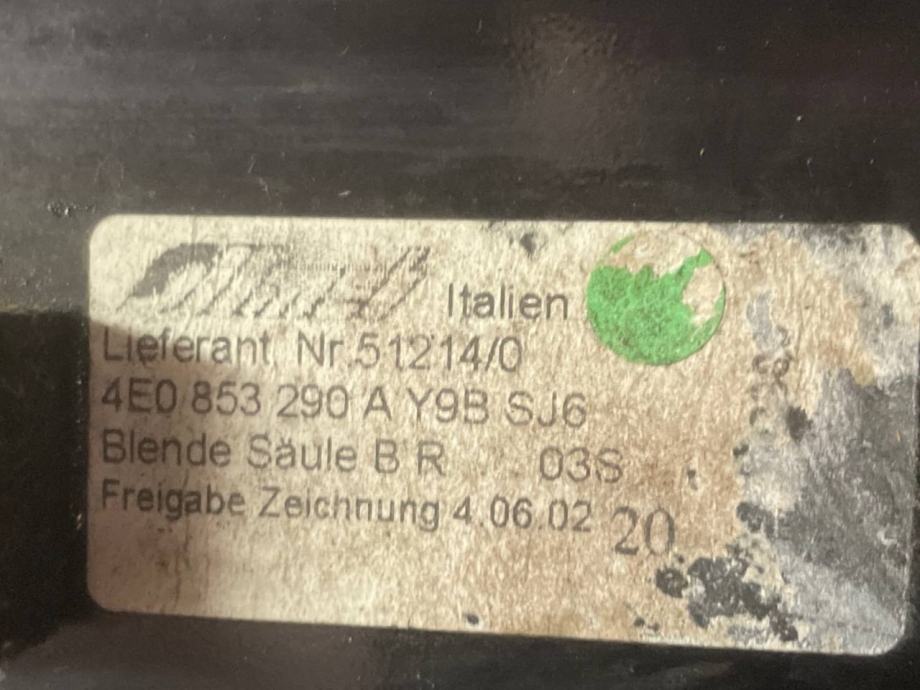 Italien
Lieferant Nr.51214/0
4E0 853 290 A Y9B SJ6
Blende Säule B R 03S
Freigabe Zeichnung 4.06.02 20